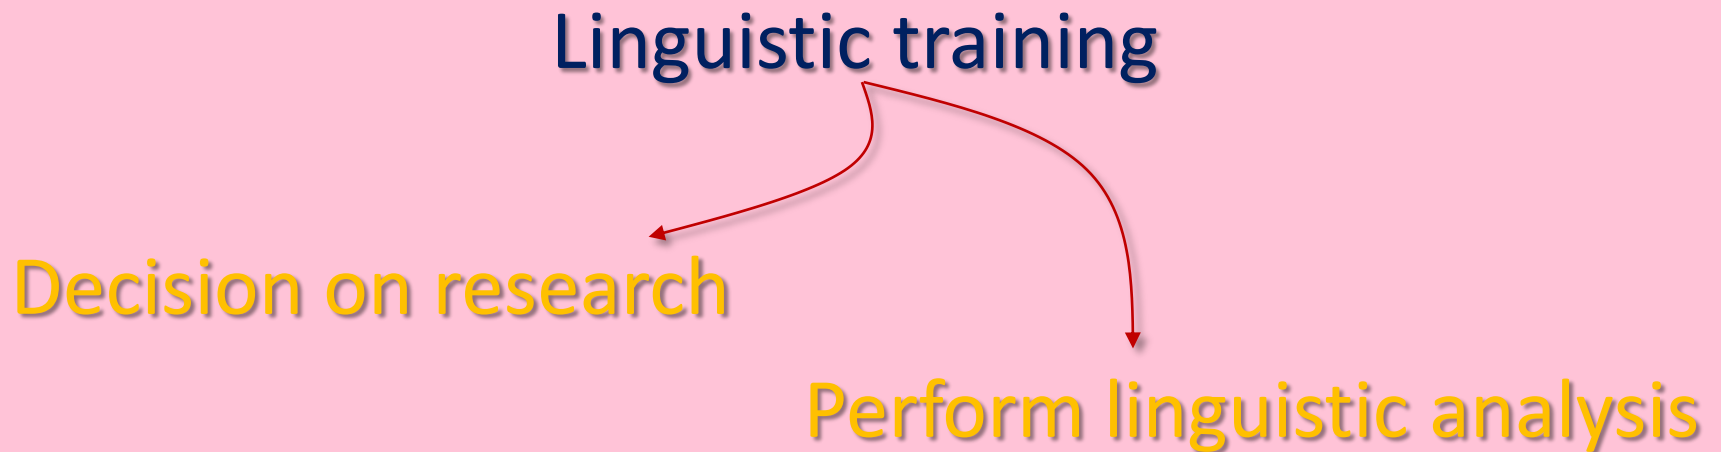 Linguistic training
Decision on research
Perform linguistic analysis